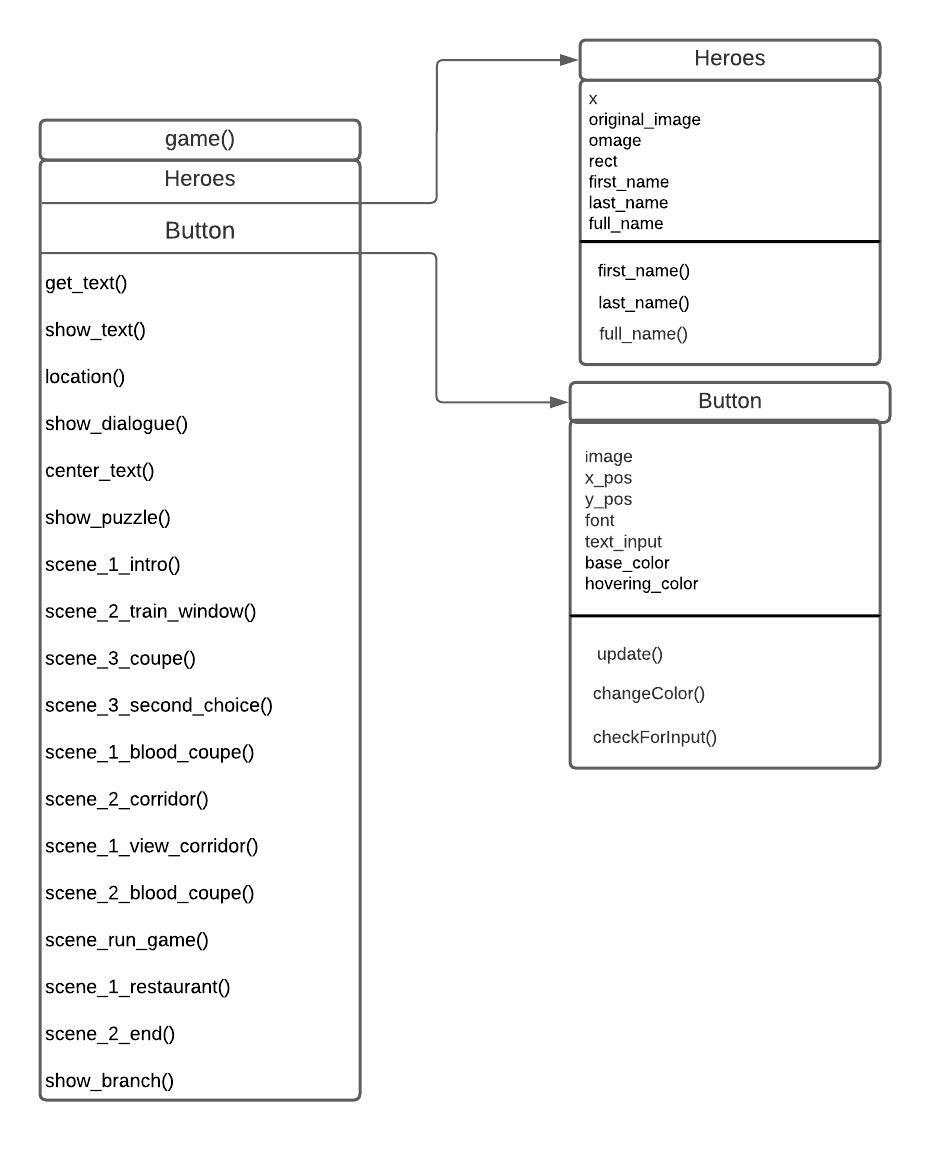 game()
Heroes
Button
get_text()
show_text()
location()
show_dialogue()
center_text()
show_puzzle()
scene_1_intro()
scene_2_train_window()
scene_3_coupe()
scene_3_second_choice()
scene_1_blood_coupe()
scene_2_corridor()
scene_1_view_corridor()
scene_2_blood_coupe()
scene_run_game()
scene_1_restaurant()
scene_2_end()
show_branch()
Heroes
x
original_image
omage
rect
first_name
last_name
full_name
first_name()
last_name()
full_name()
Button
image
x_pos
y_pos
font
text_input
base_color
hovering_color
update()
changeColor()
checkForInput()